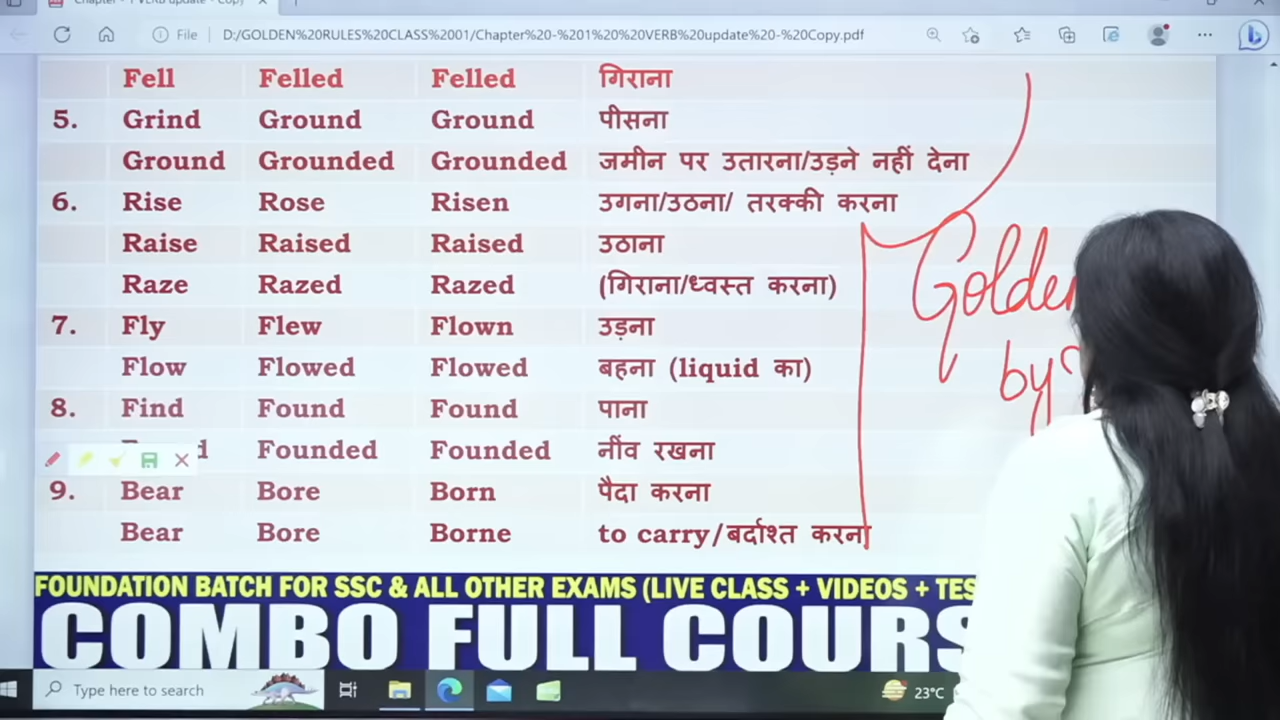 Chapter - 1 VERB update - Copy
File D:/GOLDEN%20RULES%20CLASS%2001/Chapter%20-%201%20%20VERB%20update%20-%20Copy.pdf
Fell Felled Felled गिराना
5. Grind Ground Ground पीसना
Ground Grounded Grounded जमीन पर उतारना/उड़ने नहीं देना
6. Rise Rose Risen उगना/उठना/ तरक्की करना
Raise Raised Raised उठाना
Raze Razed Razed (गिराना/ध्वस्त करना)
Golden
7. Fly Flew Flown उड़ना
Flow Flowed Flowed बहना (liquid का)
by
8. Find Found Found पाना
Founded Founded नींव रखना
9. Bear Bore Born पैदा करना
Bear Bore Borne to carry/बर्दाश्त करना
FOUNDATION BATCH FOR SSC & ALL OTHER EXAMS (LIVE CLASS + VIDEOS + TES
COMBO FULL COURS
Type here to search 23°C